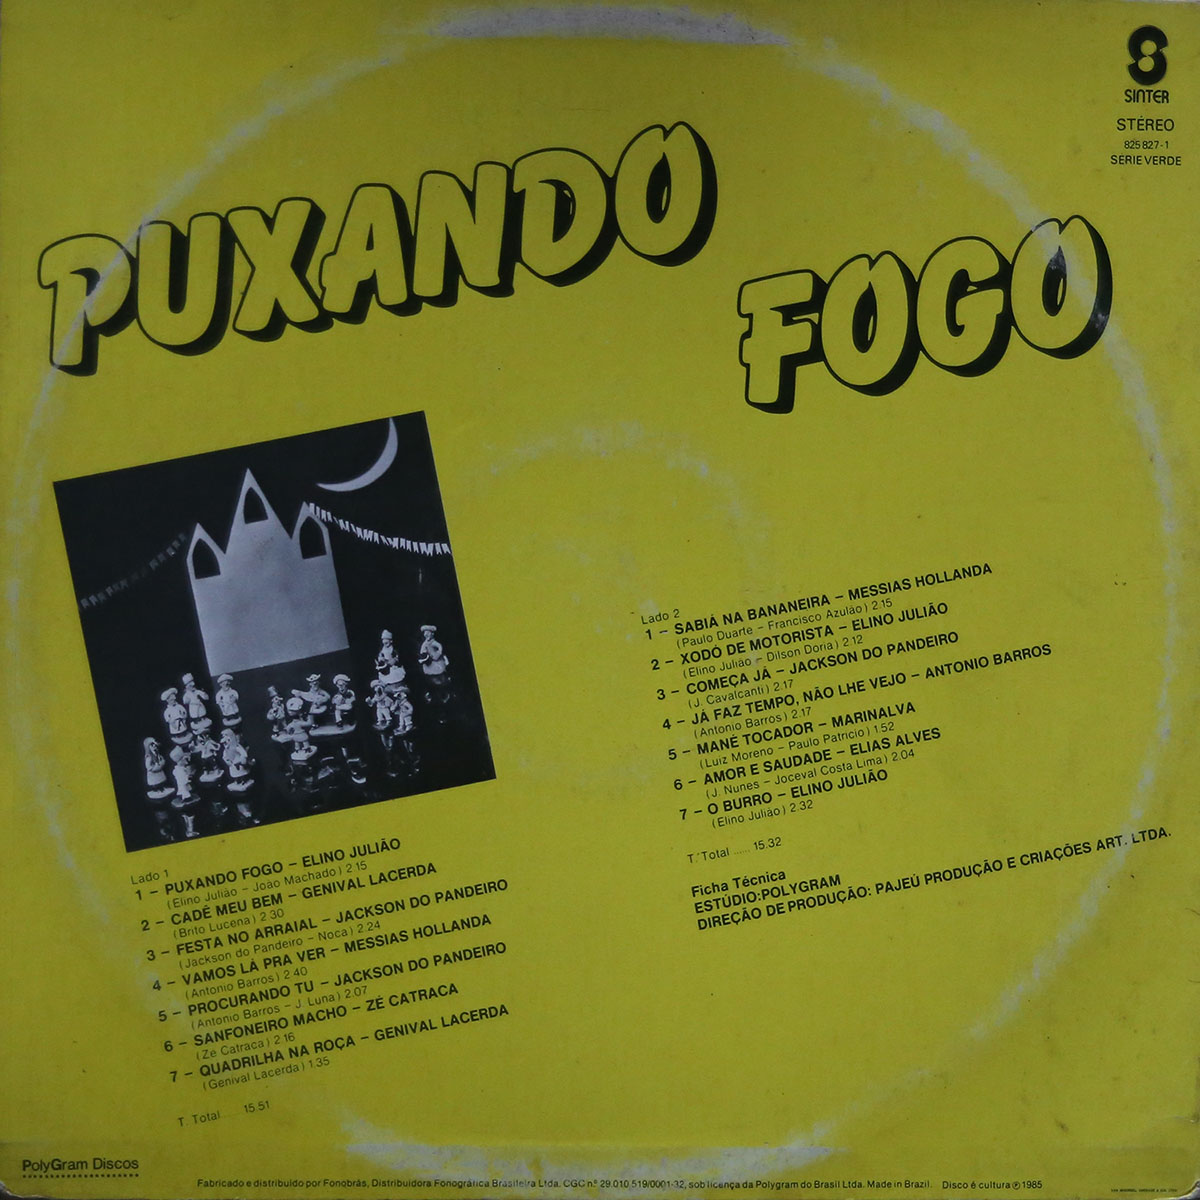 SINTER
STÉREO
825 827-1
SERIE VERDE
PUXANDO
FOGO
Lado 1
1 – PUXANDO FOGO – ELINO JULIÃO
(Elino Julião - Joao Machado) 2 15
2 – CADÊ MEU BEM – GENIVAL LACERDA
(Brito Lucena) 2 30
3 – FESTA NO ARRAIAL – JACKSON DO PANDEIRO
(Jackson do Pandeiro - Noca) 2.24
4 – VAMOS LÁ PRA VER – MESSIAS HOLLANDA
(Antonio Barros) 2 40
5 – PROCURANDO TU – JACKSON DO PANDEIRO
(Antonio Barros – J. Luna) 2.07
6 – SANFONEIRO MACHO – ZÉ CATRACA
(Ze Catraca) 2 16
7 – QUADRILHA NA ROÇA – GENIVAL LACERDA
(Genival Lacerda) 1.35
T. Total ..... 15.51
Lado 2
1 – SABIÁ NA BANANEIRA – MESSIAS HOLLANDA
(Paulo Duarte – Francisco Azulão) 2.15
2 – XODÓ DE MOTORISTA – ELINO JULIÃO
(Elino Julião – Dilson Doria) 2.12
3 – COMEÇA JÁ – JACKSON DO PANDEIRO
(J. Cavalcanti) 2.17
4 – JÁ FAZ TEMPO, NÃO LHE VEJO – ANTONIO BARROS
(Antonio Barros) 2.17
5 – MANÉ TOCADOR – MARINALVA
(Luiz Moreno – Paulo Patricio) 1.52
6 – AMOR E SAUDADE – ELIAS ALVES
(J. Nunes – Joceval Costa Lima) 2.04
7 – O BURRO – ELINO JULIÃO
(Elino Julião) 2.32
T. Total ...... 15.32
Ficha Técnica
ESTÚDIO:POLYGRAM
DIREÇÃO DE PRODUÇÃO: PAJEÚ PRODUÇÃO E CRIAÇÕES ART. LTDA.
PolyGram Discos
Fabricado e distribuido por Fonobrás, Distribuidora Fonográfica Brasileira Ltda. CGC n.º 29.010 519/0001-32, sob licença da Polygram do Brasil Ltda. Made in Brazil. Disco é cultura ℗ 1985